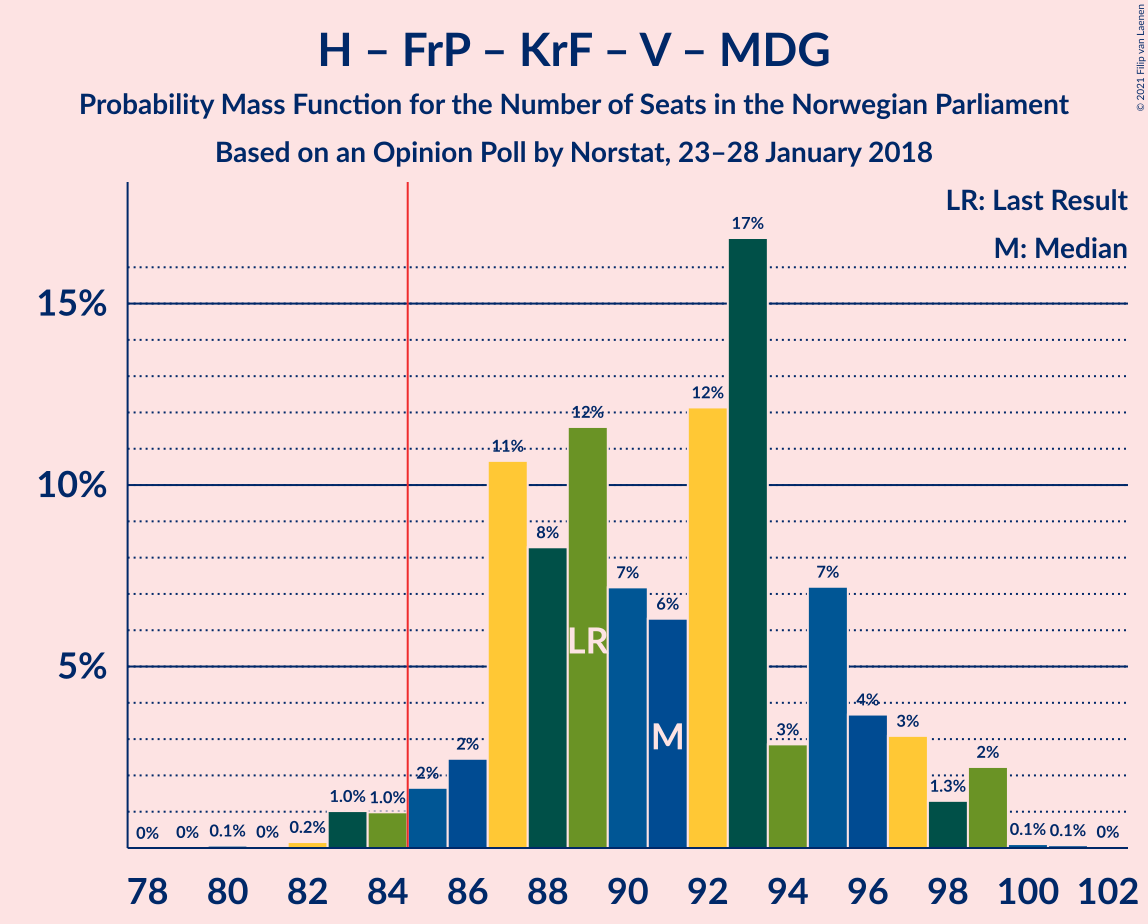 H – FrP – KrF – V – MDG
Probability Mass Function for the Number of Seats in the Norwegian Parliament
Based on an Opinion Poll by Norstat, 23–28 January 2018
© 2021 Filip van Laenen
LR: Last Result
M: Median
15%
10%
5%
0% 0% 0.1% 0% 0.2% 1.0% 1.0% 2% 2% 11% 8% 12% 7% 6% 12% 17% 3% 7% 4% 3% 1.3% 2% 0.1% 0.1% 0%
LR
M
78 80 82 84 86 88 90 92 94 96 98 100 102